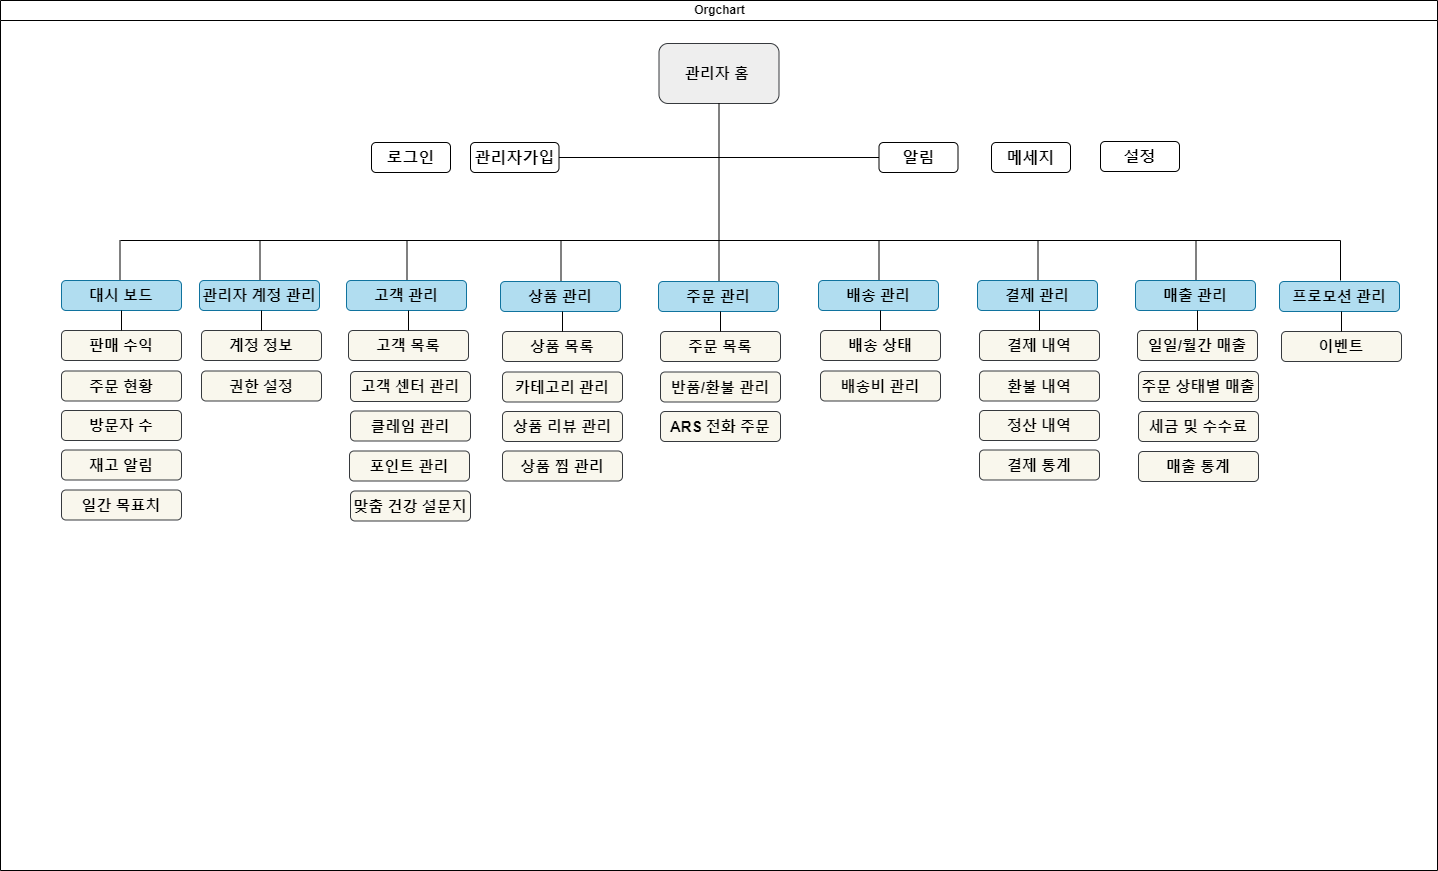 Orgchart
관리자 홈
로그인
관리자가입
알림
메세지
설정
대시 보드
관리자 계정 관리
고객 관리
상품 관리
주문 관리
배송 관리
결제 관리
매출 관리
프로모션 관리
판매 수익
주문 현황
방문자 수
재고 알림
일간 목표치
계정 정보
권한 설정
고객 목록
고객 센터 관리
클레임 관리
포인트 관리
맞춤 건강 설문지
상품 목록
카테고리 관리
상품 리뷰 관리
상품 찜 관리
주문 목록
반품/환불 관리
ARS 전화 주문
배송 상태
배송비 관리
결제 내역
환불 내역
정산 내역
결제 통계
일일/월간 매출
주문 상태별 매출
세금 및 수수료
매출 통계
이벤트